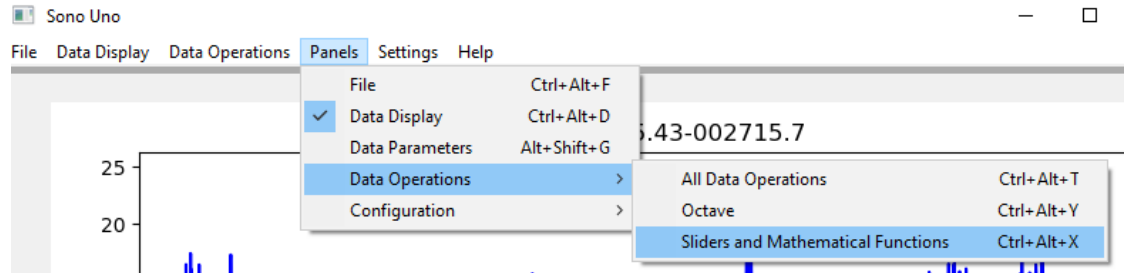 Sono Uno
File Data Display Data Operations Panels Settings Help
File Ctrl+Alt+F
Data Display Ctrl+Alt+D
Data Parameters Alt+Shift+G
Data Operations
Configuration
All Data Operations Ctrl+Alt+T
Octave Ctrl+Alt+Y
Sliders and Mathematical Functions Ctrl+Alt+X
.43-002715.7
25
20